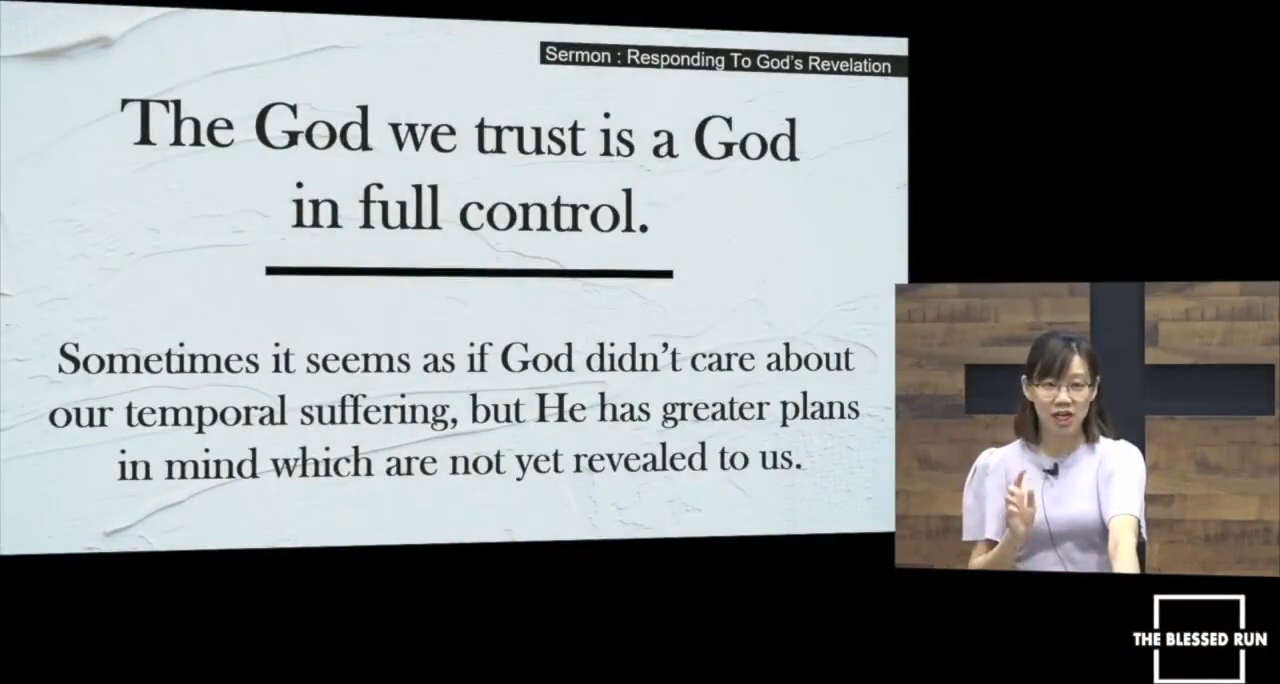 Sermon : Responding To God's Revelation
The God we trust is a God
in full control.
Sometimes it seems as if God didn't care about
our temporal suffering, but He has greater plans
in mind which are not yet revealed to us.
THE BLESSED RUN